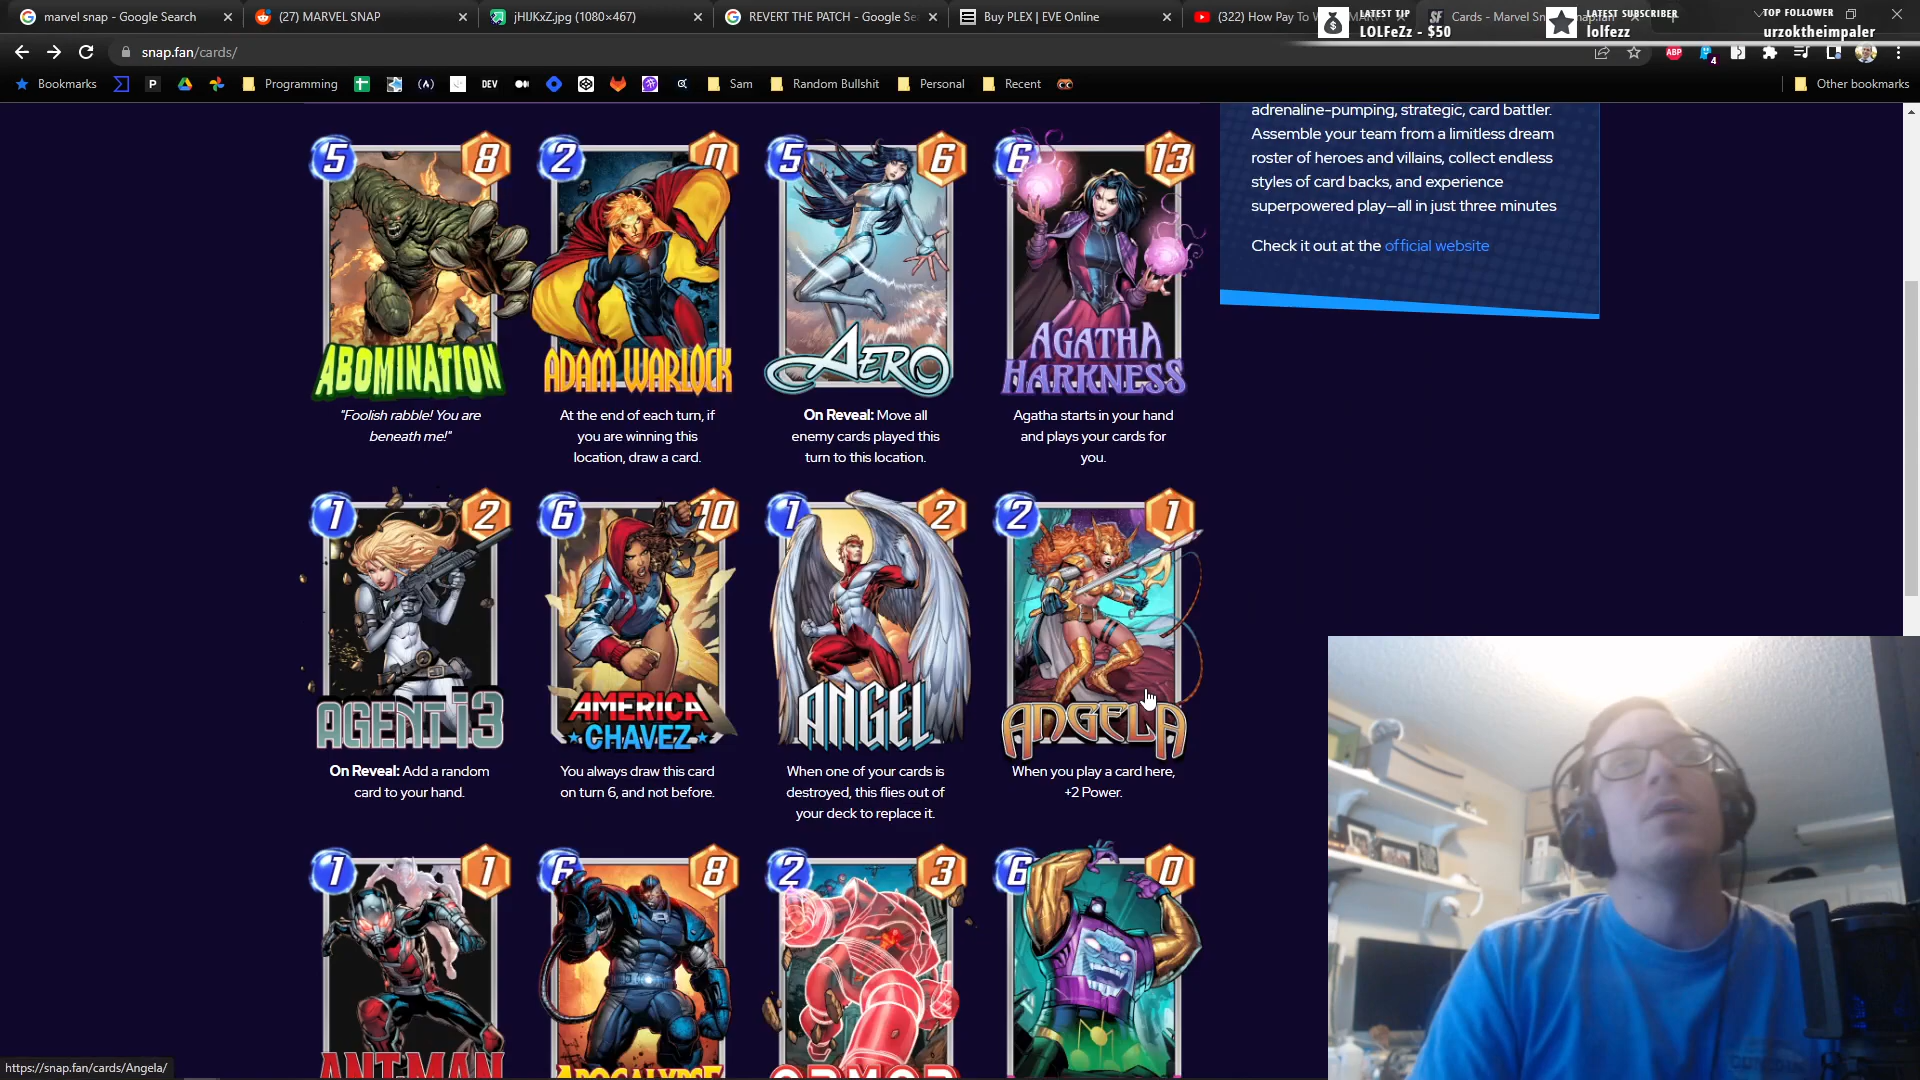 marvel snap - Google Search
(27) MARVEL SNAP
jHlJKxZ.jpg (1080×467)
REVERT THE PATCH - Google Se
Buy PLEX | EVE Online
(322) How Pay To W
Cards - Marvel Sn
LATEST TIP
LOLFeZz - $50
LATEST SUBSCRIBER
lolfezz
TOP FOLLOWER
urzoktheimpaler
snap.fan/cards/
ABP
4
Bookmarks
P
Programming
DEV
Sam
Random Bullshit
Personal
Recent
Other bookmarks
5
8
2
0
5
6
6
13
ABOMINATION
ADAM WARLOCK
AERO
AGATHA
HARKNESS
"Foolish rabble! You are
beneath me!"
At the end of each turn, if
you are winning this
location, draw a card.
On Reveal: Move all
enemy cards played this
turn to this location.
Agatha starts in your hand
and plays your cards for
you.
adrenaline-pumping, strategic, card battler.
Assemble your team from a limitless dream
roster of heroes and villains, collect endless
styles of card backs, and experience
superpowered play—all in just three minutes
Check it out at the official website
1
2
6
10
1
2
2
1
AGENT 13
AMERICA
CHAVEZ
ANGEL
ANGELA
On Reveal: Add a random
card to your hand.
You always draw this card
on turn 6, and not before.
When one of your cards is
destroyed, this flies out of
your deck to replace it.
When you play a card here,
+2 Power.
1
1
6
8
2
3
6
0
ANT-MAN
APOCALYPSE
ARMOR
https://snap.fan/cards/Angela/